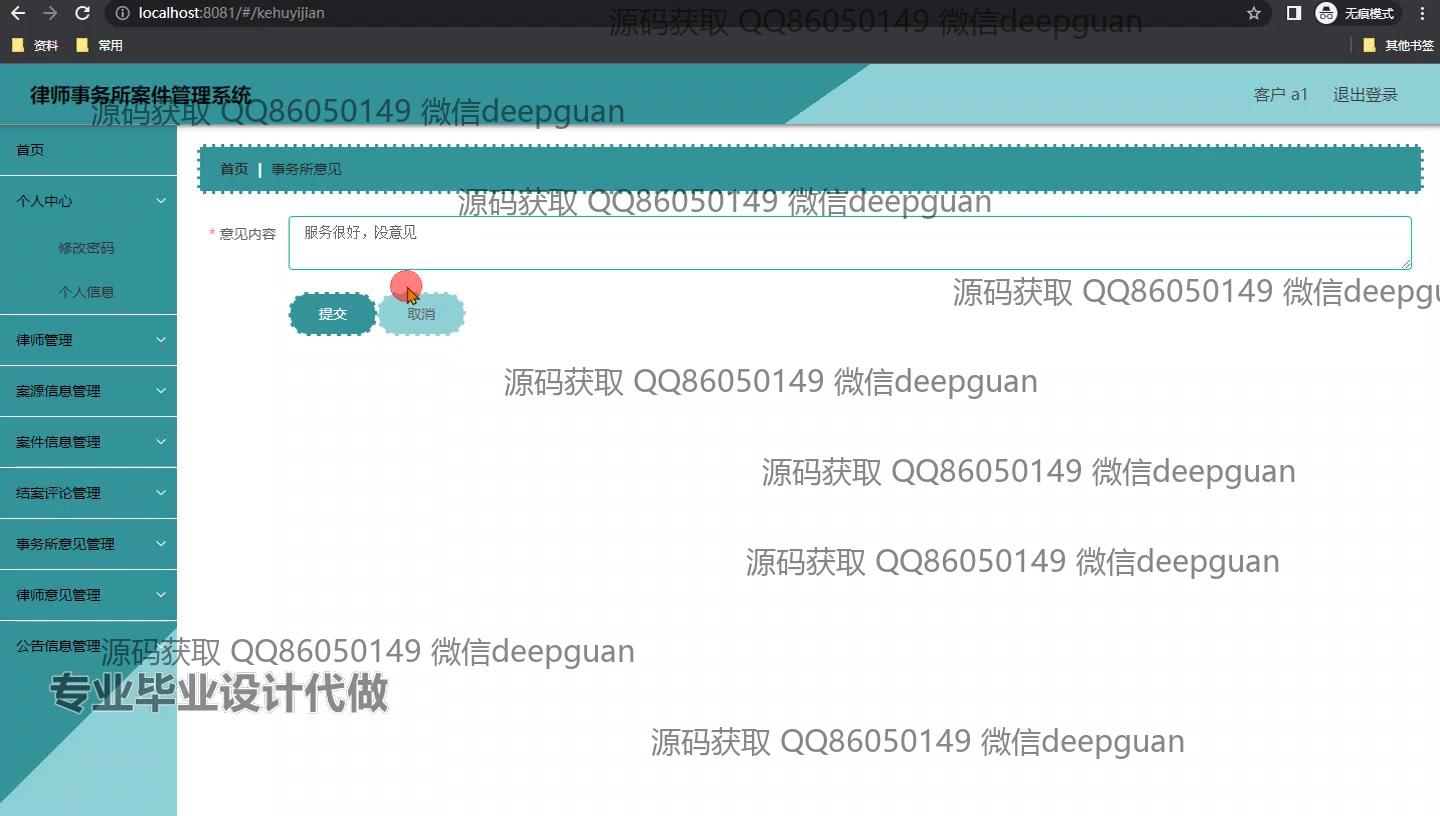 localhost:8081/#/kehuyijian
无痕模式
源码获取 QQ86050149 微信deepguan
资料
常用
其他书签
律师事务所案件管理系统
客户 a1
退出登录
源码获取 QQ86050149 微信deepguan
首页
首页
事务所意见
个人中心
源码获取 QQ86050149 微信deepguan
* 意见内容
服务很好，没意见
修改密码
个人信息
源码获取 QQ86050149 微信deepgu
提交
取消
律师管理
源码获取 QQ86050149 微信deepguan
案源信息管理
案件信息管理
源码获取 QQ86050149 微信deepguan
结案评论管理
事务所意见管理
源码获取 QQ86050149 微信deepguan
律师意见管理
公告信息管理
源码获取 QQ86050149 微信deepguan
专业毕业设计代做
源码获取 QQ86050149 微信deepguan